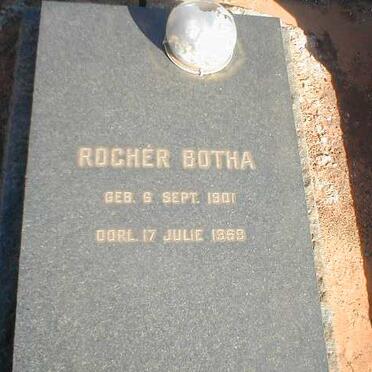 ROCHÉR BOTHA
GEB. 6 SEPT. 1901
OORL. 17 JULIE 1969